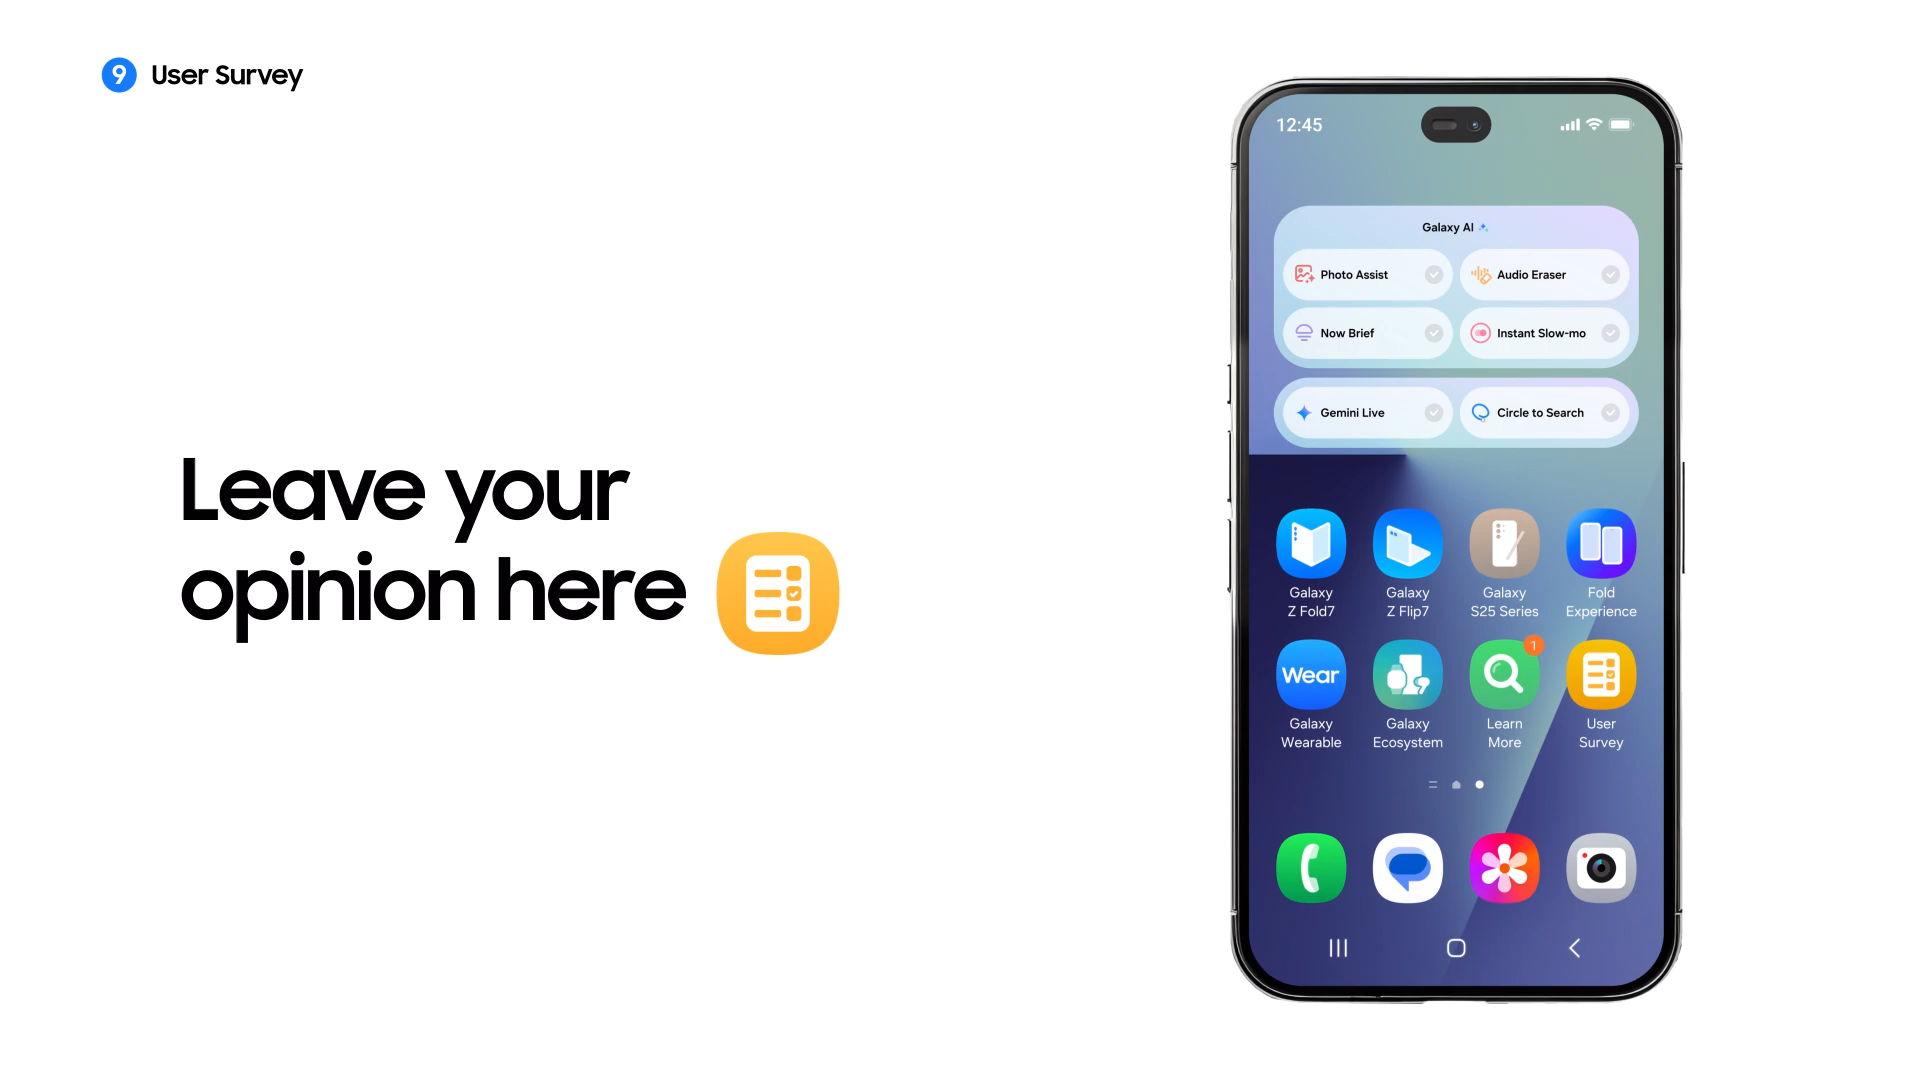 9 User Survey
Leave your
opinion here
12:45
Galaxy AI
Photo Assist
Audio Eraser
Now Brief
Instant Slow-mo
Gemini Live
Circle to Search
Galaxy
Z Fold7
Galaxy
Z Flip7
Galaxy
S25 Series
Fold
Experience
Wear
1
Galaxy
Wearable
Galaxy
Ecosystem
Learn
More
User
Survey